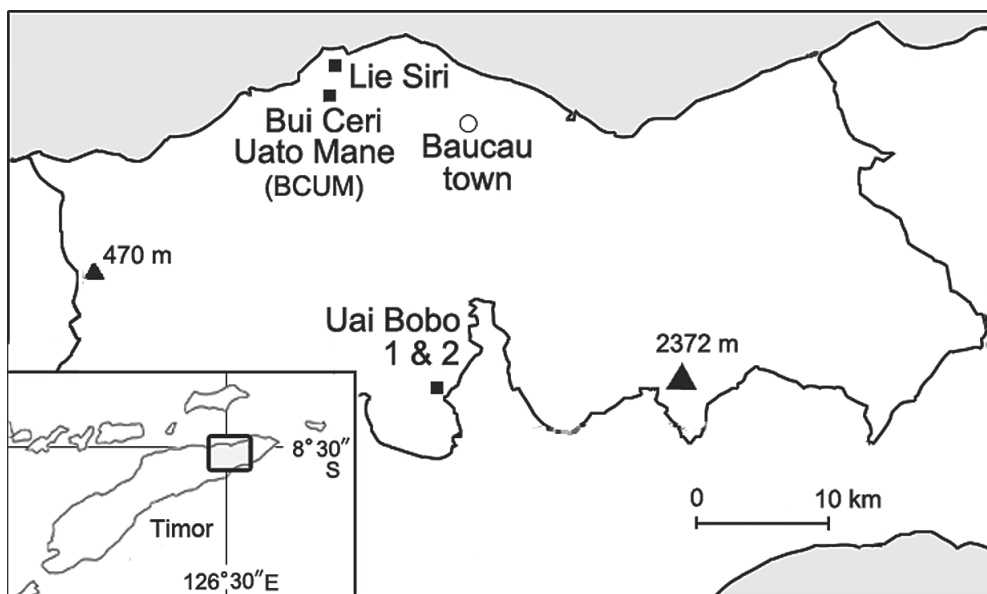 Lie Siri
Bui Ceri
Uato Mane
(BCUM)
Baucau
town
470 m
Uai Bobo
1 & 2
2372 m
8°30″
S
Timor
126°30″E
0 10 km